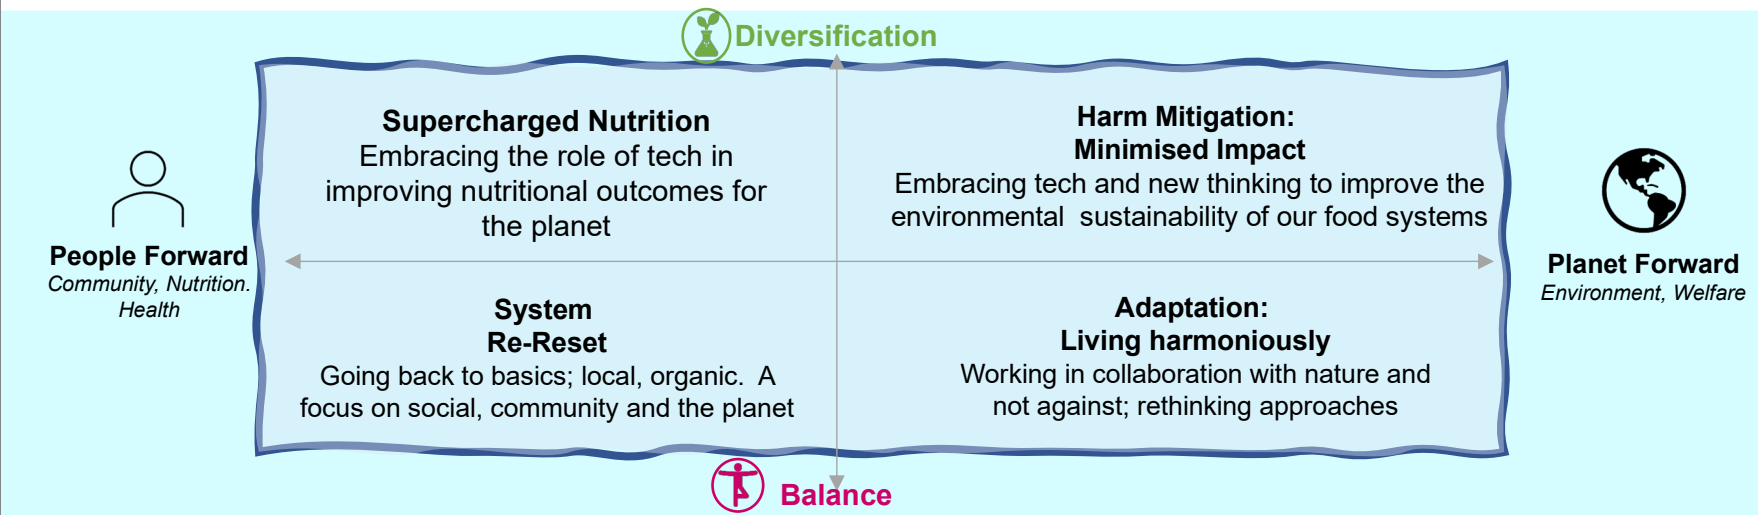 Diversification
Supercharged Nutrition
Embracing the role of tech in
improving nutritional outcomes for
the planet
Harm Mitigation:
Minimised Impact
Embracing tech and new thinking to improve the
environmental  sustainability of our food systems
People Forward
Community, Nutrition.
Health
Planet Forward
Environment, Welfare
System
Re-Reset
Going back to basics; local, organic.  A
focus on social, community and the planet
Adaptation:
Living harmoniously
Working in collaboration with nature and
not against; rethinking approaches
Balance